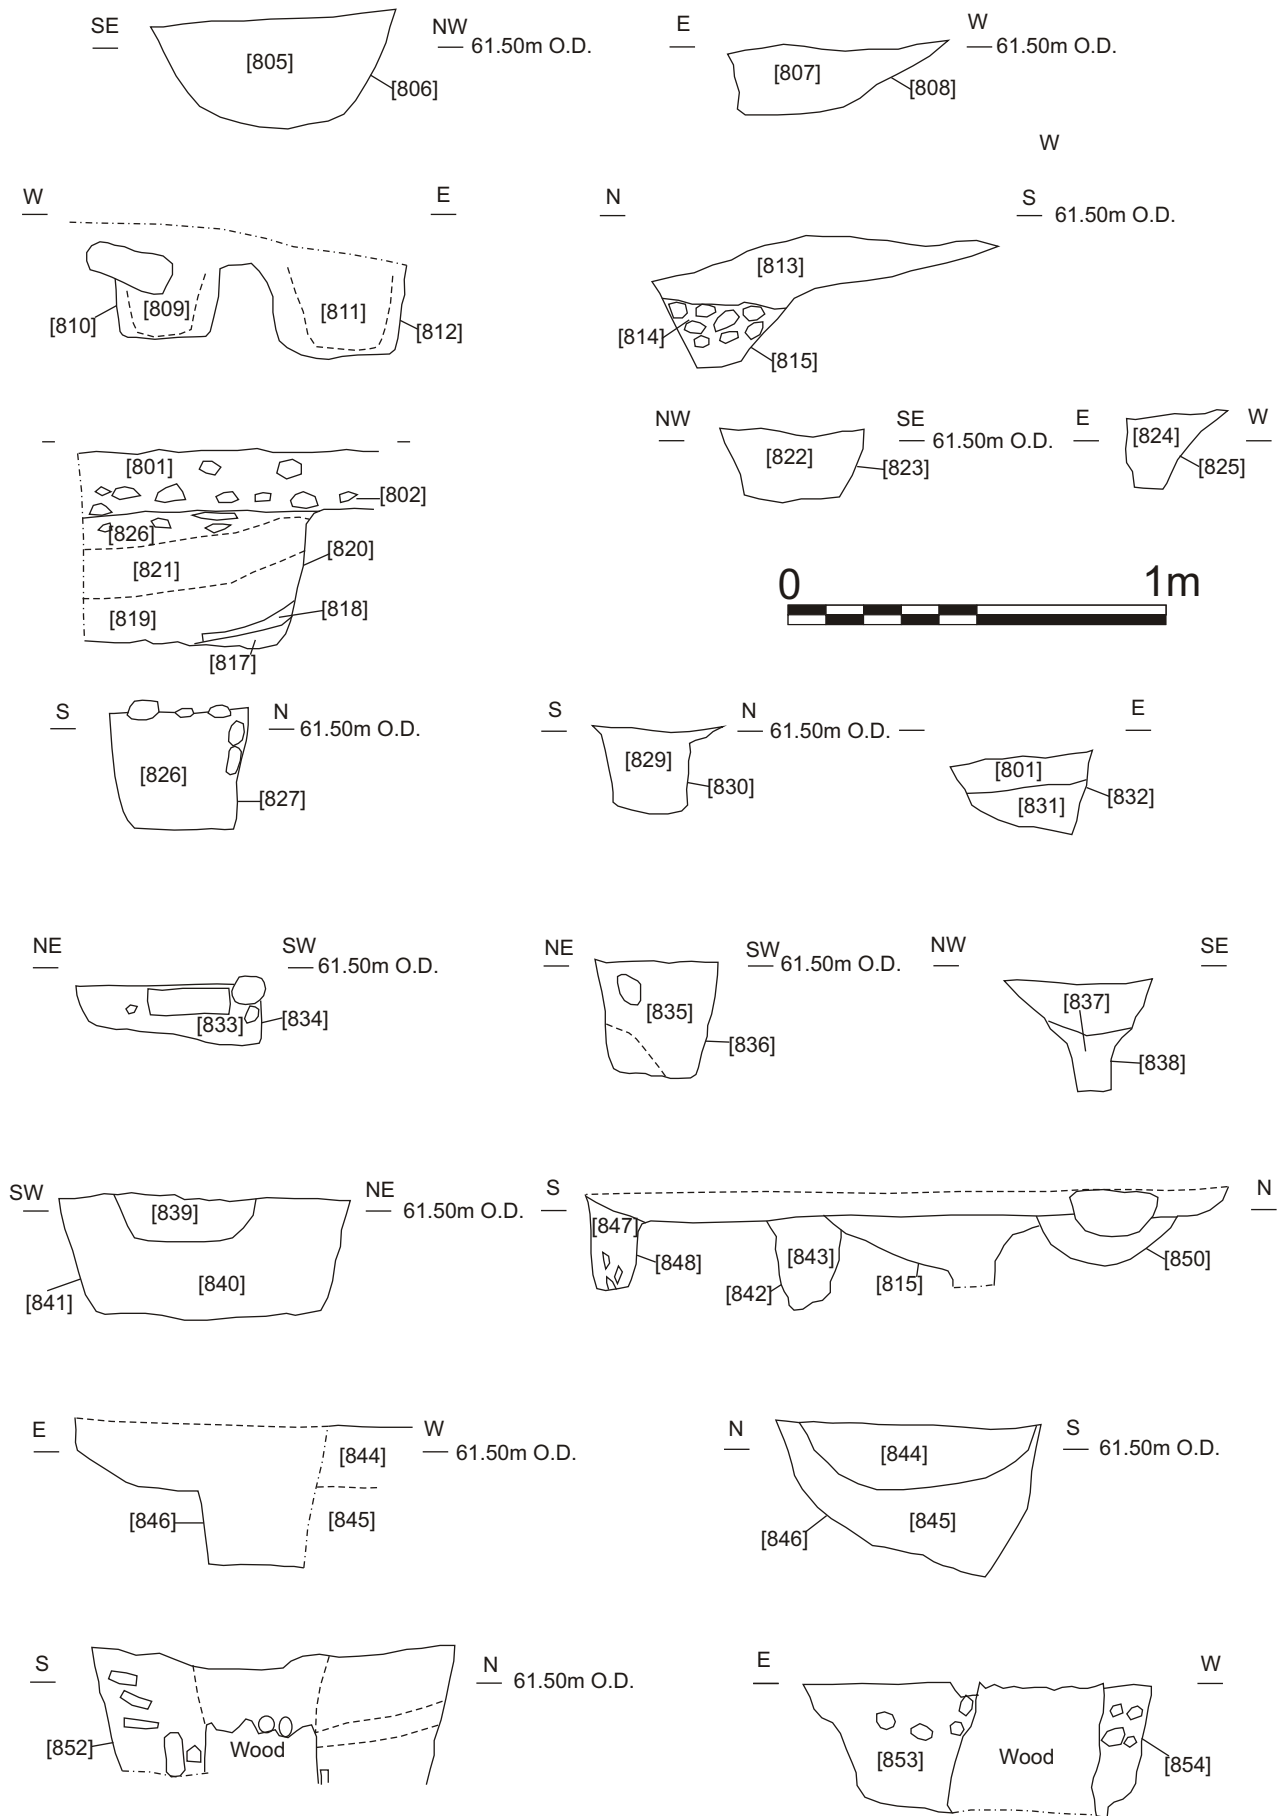 SE
NW
61.50m O.D.
[805]
[806]
E
W
61.50m O.D.
[807]
[808]
W
W
E
[809]
[810]
[811]
[812]
N
S
61.50m O.D.
[813]
[814]
[815]
[801]
[802]
[826]
[820]
[821]
[818]
[819]
[817]
NW
SE
61.50m O.D.
[822]
[823]
E
W
[824]
[825]
0
1m
S
N
61.50m O.D.
[826]
[827]
S
N
61.50m O.D.
[829]
[830]
E
[801]
[831]
[832]
NE
SW
61.50m O.D.
[833]
[834]
NE
SW
61.50m O.D.
[835]
[836]
NW
SE
[837]
[838]
SW
NE
61.50m O.D.
[839]
[840]
[841]
S
N
[847]
[848]
[843]
[842]
[815]
[850]
E
W
61.50m O.D.
[844]
[846]
[845]
N
S
61.50m O.D.
[844]
[845]
[846]
S
N
61.50m O.D.
[852]
Wood
E
W
[853]
Wood
[854]